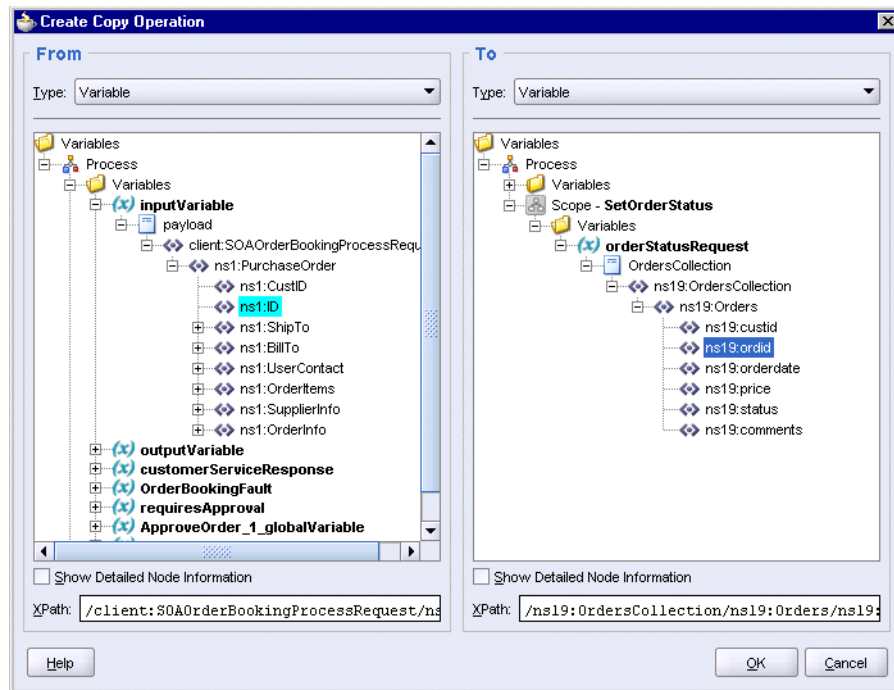 Create Copy Operation
From
Type: Variable
Variables
Process
Variables
(x) inputVariable
payload
client:SOAOrderBookingProcessRequ
ns1:PurchaseOrder
ns1:CustID
ns1:ID
ns1:ShipTo
ns1:BillTo
ns1:UserContact
ns1:OrderItems
ns1:SupplierInfo
ns1:OrderInfo
(x) outputVariable
(x) customerServiceResponse
(x) OrderBookingFault
(x) requiresApproval
(x) ApproveOrder_1_globalVariable
Show Detailed Node Information
XPath: /client:SOAOrderBookingProcessRequest/ns
To
Type: Variable
Variables
Process
Variables
Scope - SetOrderStatus
Variables
(x) orderStatusRequest
OrdersCollection
ns19:OrdersCollection
ns19:Orders
ns19:custid
ns19:ordid
ns19:orderdate
ns19:price
ns19:status
ns19:comments
Show Detailed Node Information
XPath: /ns19:OrdersCollection/ns19:Orders/ns19:
Help
OK
Cancel